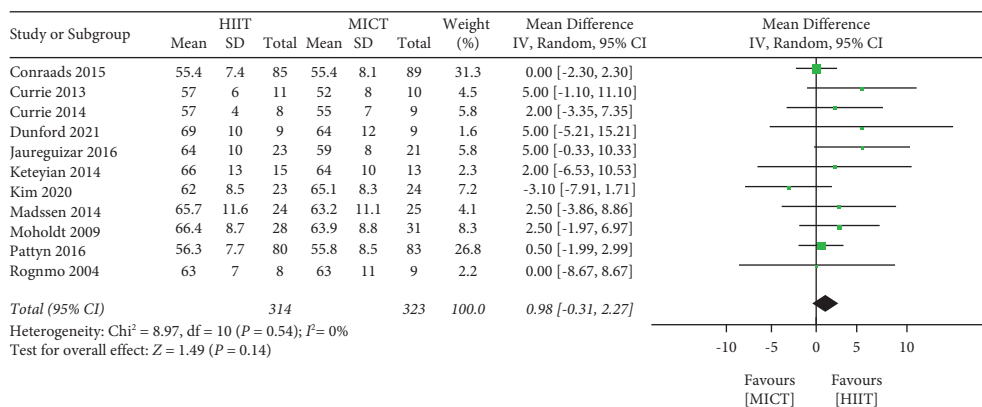 Study or Subgroup HIIT MICT Weight (%) Mean Difference IV, Random, 95% CI Mean Difference IV, Random, 95% CI
Mean SD Total Mean SD Total
Conraads 2015 55.4 7.4 85 55.4 8.1 89 31.3 0.00 [-2.30, 2.30]
Currie 2013 57 6 11 52 8 10 4.5 5.00 [-1.10, 11.10]
Currie 2014 57 4 8 55 7 9 5.8 2.00 [-3.35, 7.35]
Dunford 2021 69 10 9 64 12 9 1.6 5.00 [-5.21, 15.21]
Jaureguizar 2016 64 10 23 59 8 21 5.8 5.00 [-0.33, 10.33]
Keteyian 2014 66 13 15 64 10 13 2.3 2.00 [-6.53, 10.53]
Kim 2020 62 8.5 23 65.1 8.3 24 7.2 -3.10 [-7.91, 1.71]
Madssen 2014 65.7 11.6 24 63.2 11.1 25 4.1 2.50 [-3.86, 8.86]
Moholdt 2009 66.4 8.7 28 63.9 8.8 31 8.3 2.50 [-1.97, 6.97]
Pattyn 2016 56.3 7.7 80 55.8 8.5 83 26.8 0.50 [-1.99, 2.99]
Rognmo 2004 63 7 8 63 11 9 2.2 0.00 [-8.67, 8.67]
Total (95% CI) 314 323 100.0 0.98 [-0.31, 2.27]
Heterogeneity: Chi² = 8.97, df = 10 (P = 0.54); I²= 0%
Test for overall effect: Z = 1.49 (P = 0.14)
-10 -5 0 5 10
Favours [MICT] Favours [HIIT]